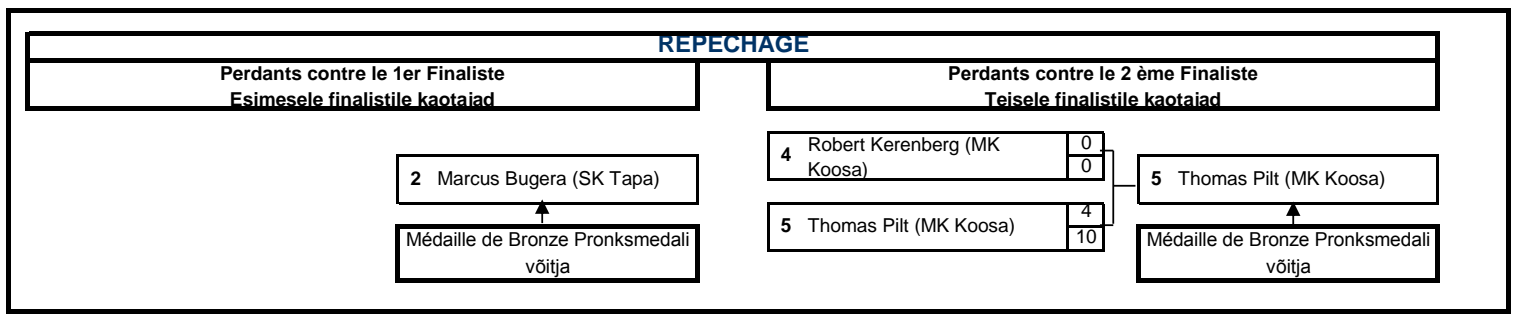 REPECHAGE
Perdants contre le 1er Finaliste
Esimesele finalistile kaotajad
Perdants contre le 2 ème Finaliste
Teisele finalistile kaotajad
2 Marcus Bugera (SK Tapa)
Médaille de Bronze Pronksmedali
võitja
4 Robert Kerenberg (MK
Koosa)
0
0
5 Thomas Pilt (MK Koosa)
4
10
5 Thomas Pilt (MK Koosa)
Médaille de Bronze Pronksmedali
võitja